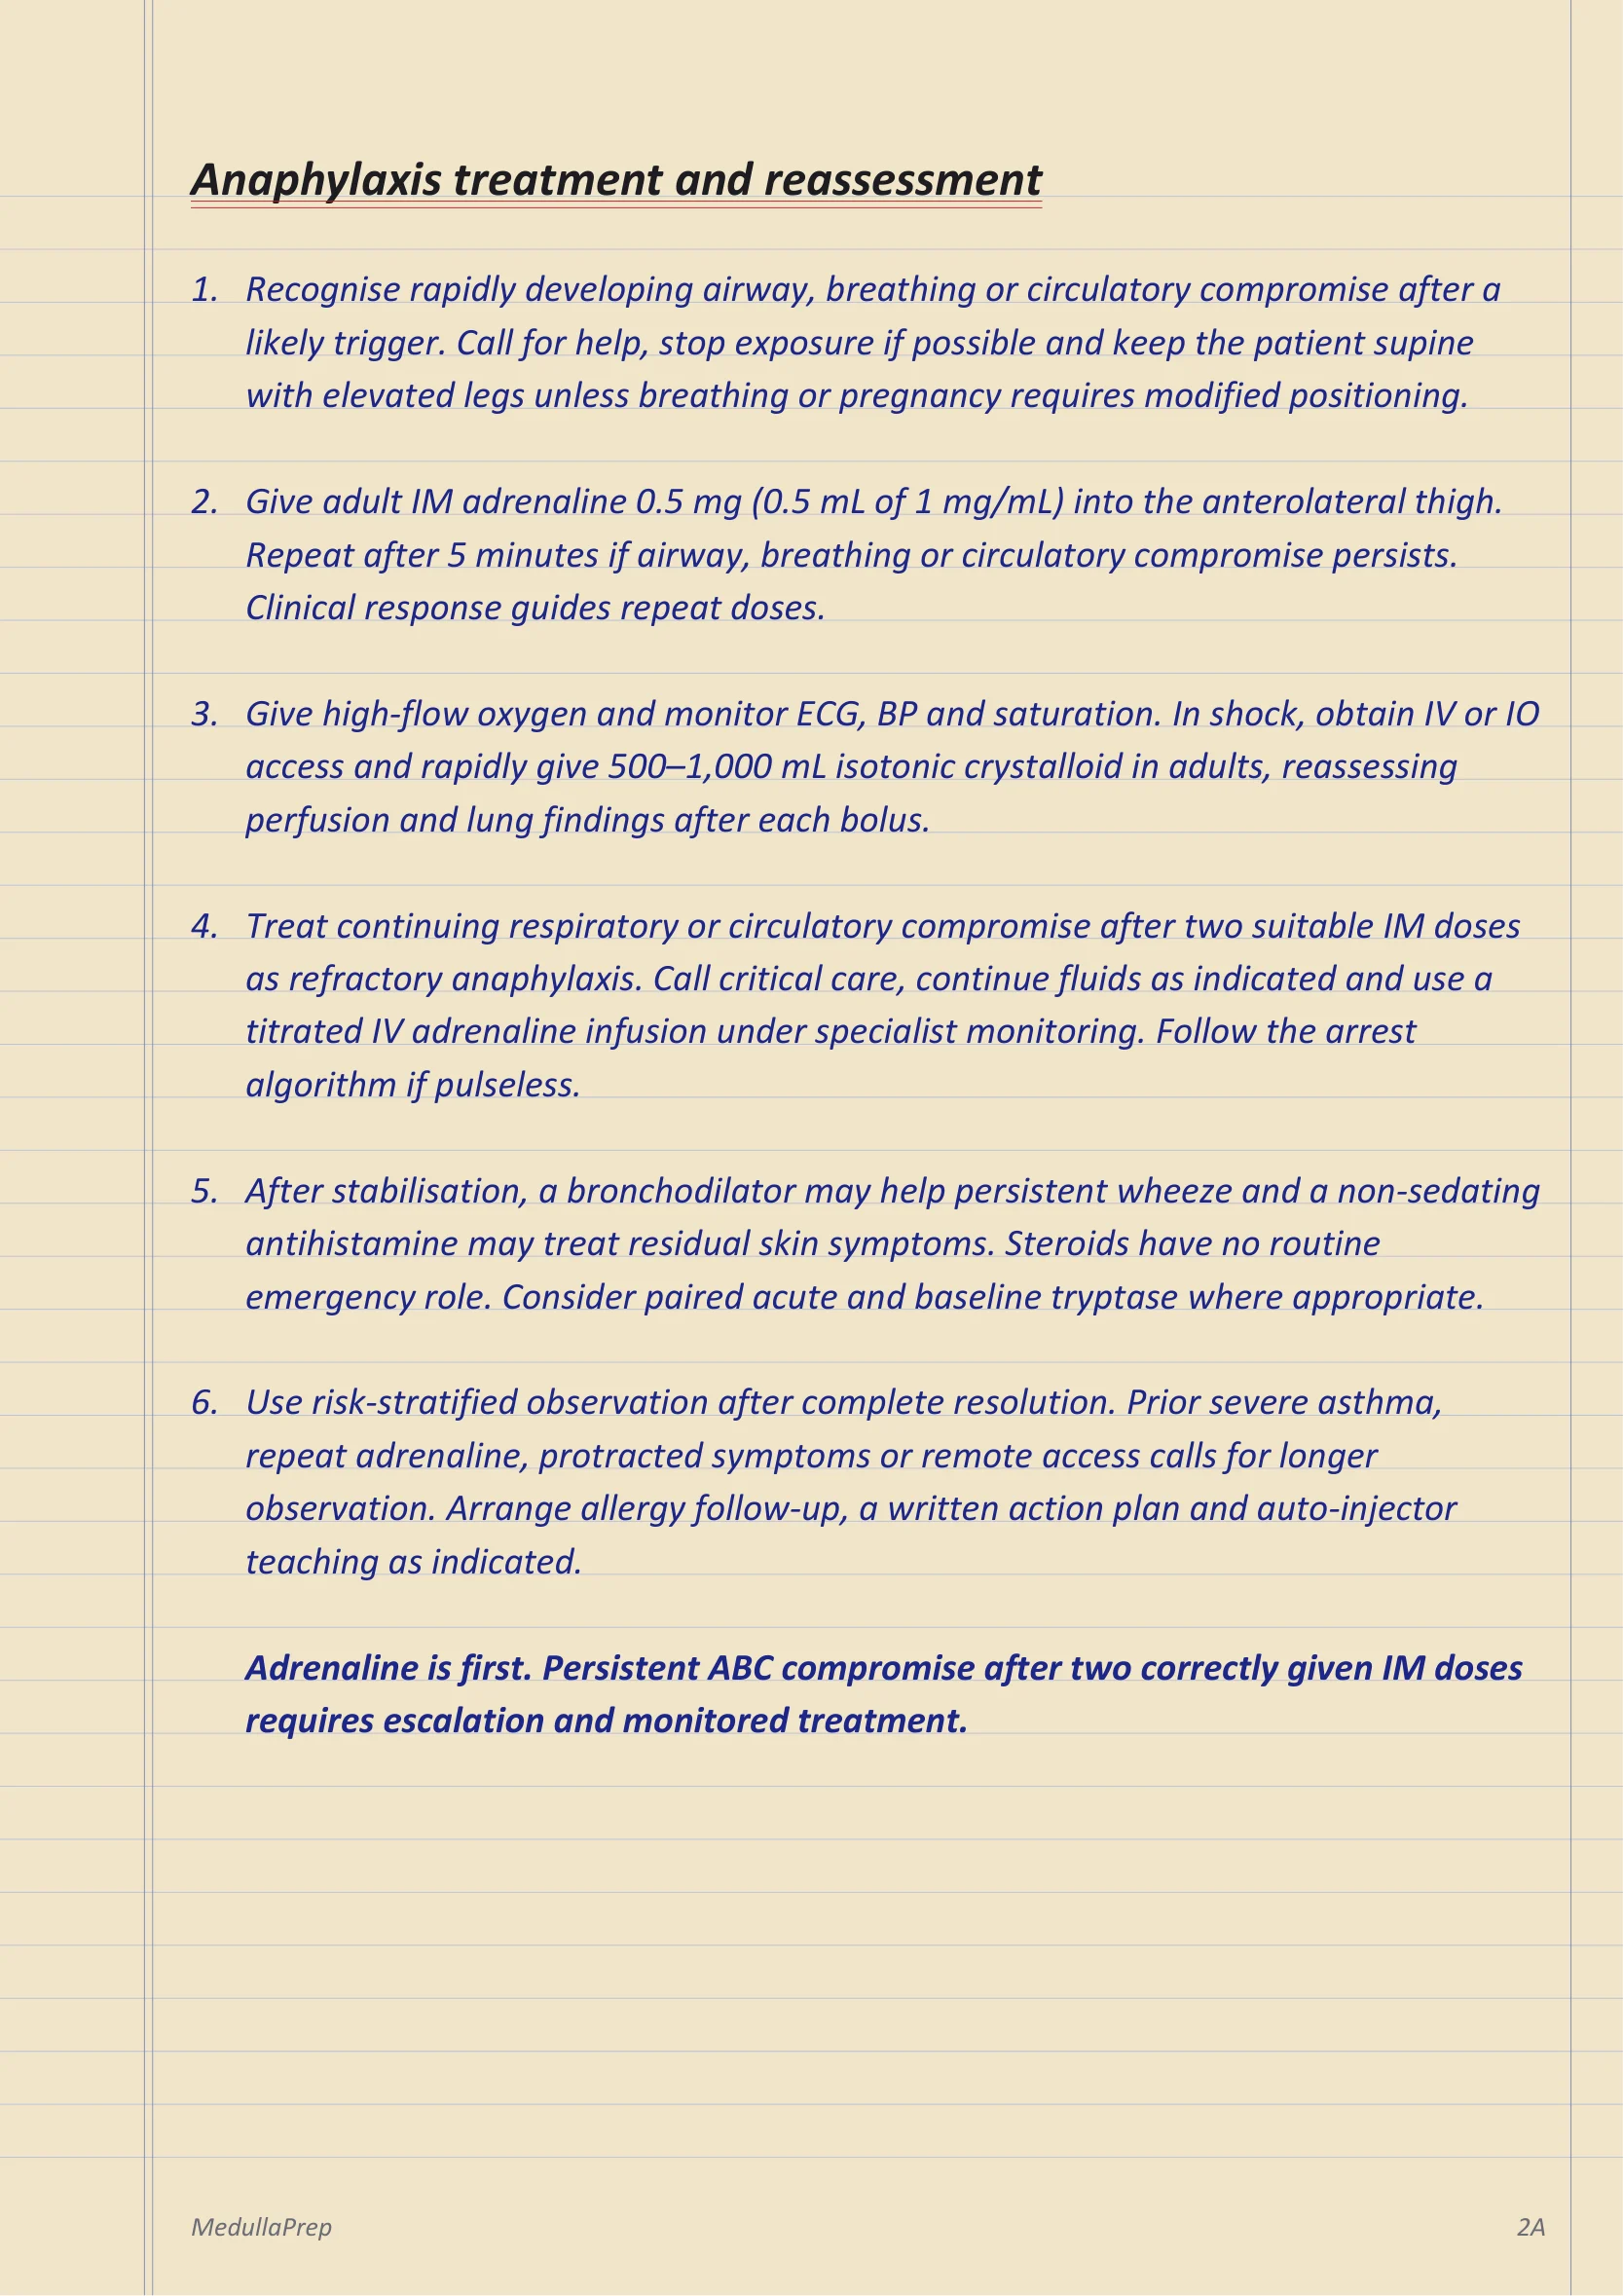 Anaphylaxis treatment and reassessment
1. Recognise rapidly developing airway, breathing or circulatory compromise after a
likely trigger. Call for help, stop exposure if possible and keep the patient supine
with elevated legs unless breathing or pregnancy requires modified positioning.
2. Give adult IM adrenaline 0.5 mg (0.5 mL of 1 mg/mL) into the anterolateral thigh.
Repeat after 5 minutes if airway, breathing or circulatory compromise persists.
Clinical response guides repeat doses.
3. Give high-flow oxygen and monitor ECG, BP and saturation. In shock, obtain IV or IO
access and rapidly give 500–1,000 mL isotonic crystalloid in adults, reassessing
perfusion and lung findings after each bolus.
4. Treat continuing respiratory or circulatory compromise after two suitable IM doses
as refractory anaphylaxis. Call critical care, continue fluids as indicated and use a
titrated IV adrenaline infusion under specialist monitoring. Follow the arrest
algorithm if pulseless.
5. After stabilisation, a bronchodilator may help persistent wheeze and a non-sedating
antihistamine may treat residual skin symptoms. Steroids have no routine
emergency role. Consider paired acute and baseline tryptase where appropriate.
6. Use risk-stratified observation after complete resolution. Prior severe asthma,
repeat adrenaline, protracted symptoms or remote access calls for longer
observation. Arrange allergy follow-up, a written action plan and auto-injector
teaching as indicated.
Adrenaline is first. Persistent ABC compromise after two correctly given IM doses
requires escalation and monitored treatment.
MedullaPrep
2A